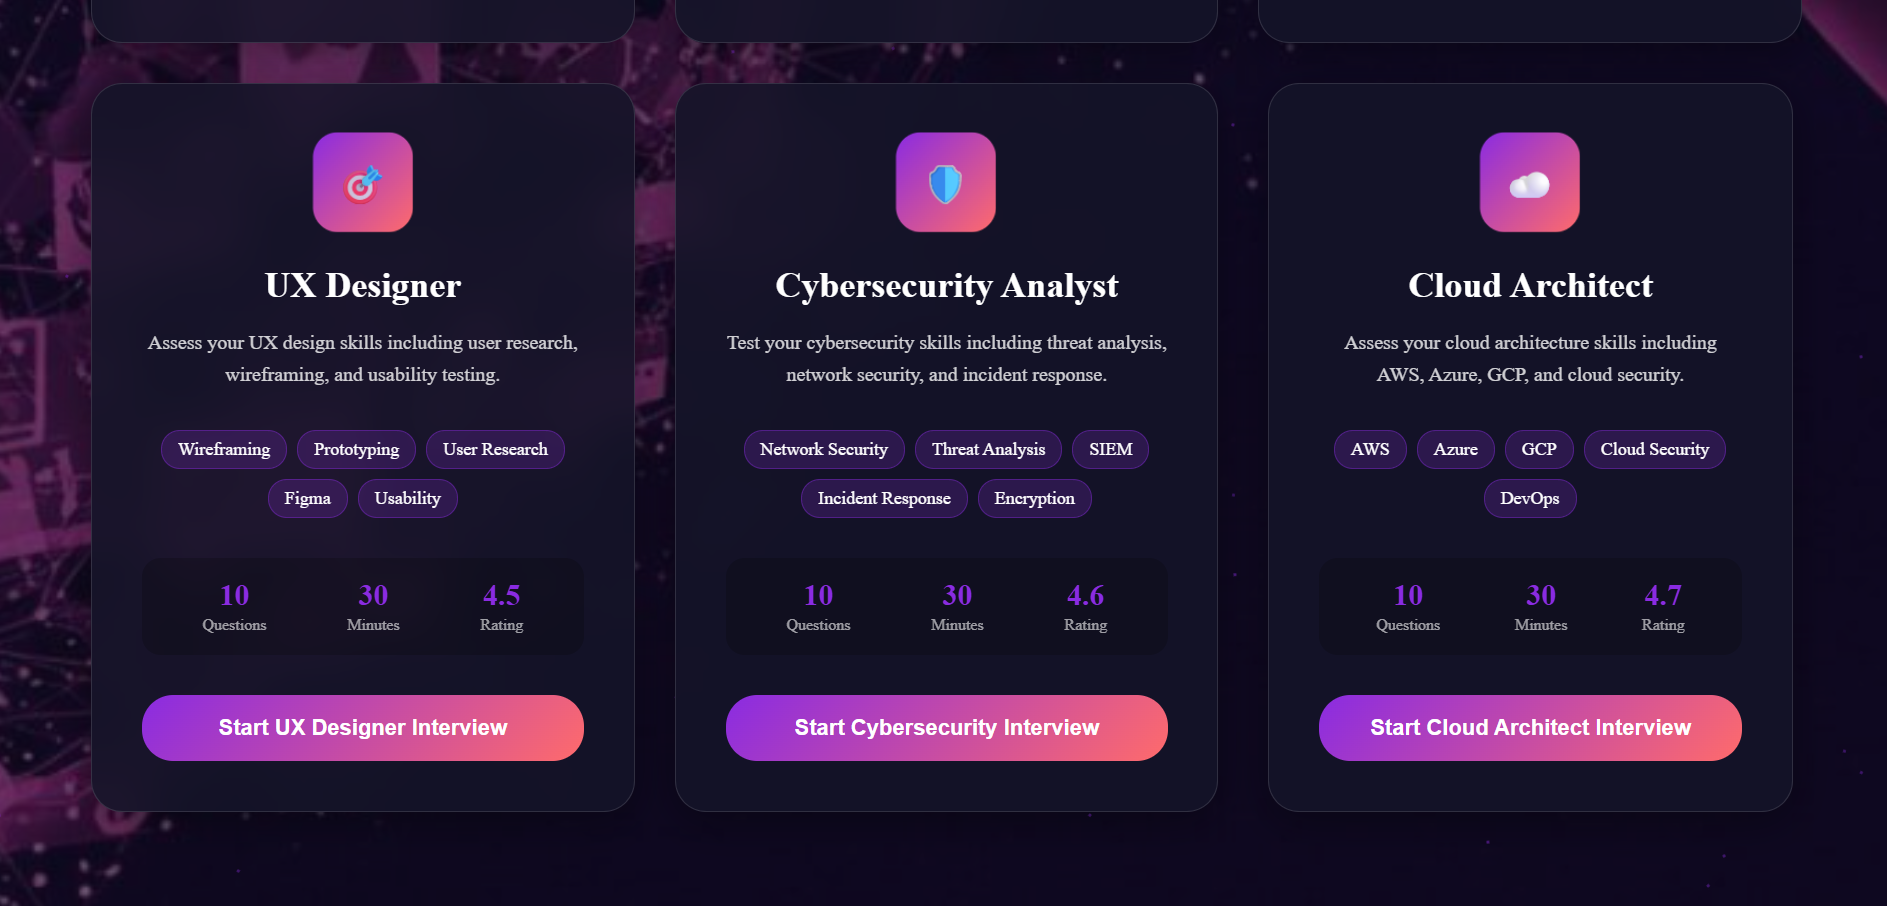 UX Designer
Assess your UX design skills including user research,
wireframing, and usability testing.
Wireframing Prototyping User Research
Figma Usability
10 30 4.5
Questions Minutes Rating
Start UX Designer Interview
Cybersecurity Analyst
Test your cybersecurity skills including threat analysis,
network security, and incident response.
Network Security Threat Analysis SIEM
Incident Response Encryption
10 30 4.6
Questions Minutes Rating
Start Cybersecurity Interview
Cloud Architect
Assess your cloud architecture skills including
AWS, Azure, GCP, and cloud security.
AWS Azure GCP Cloud Security
DevOps
10 30 4.7
Questions Minutes Rating
Start Cloud Architect Interview